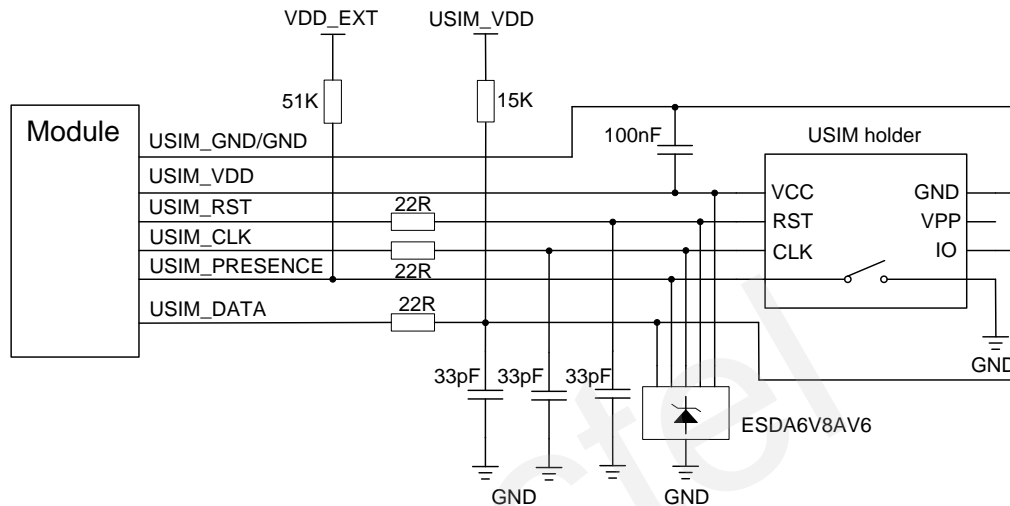 VDD_EXT USIM_VDD
51K 15K
Module
USIM_GND/GND
100nF
USIM holder
USIM_VDD
VCC GND
USIM_RST 22R
RST VPP
USIM_CLK
CLK IO
USIM_PRESENCE 22R
USIM_DATA 22R
GND
33pF 33pF 33pF
ESDA6V8AV6
GND GND